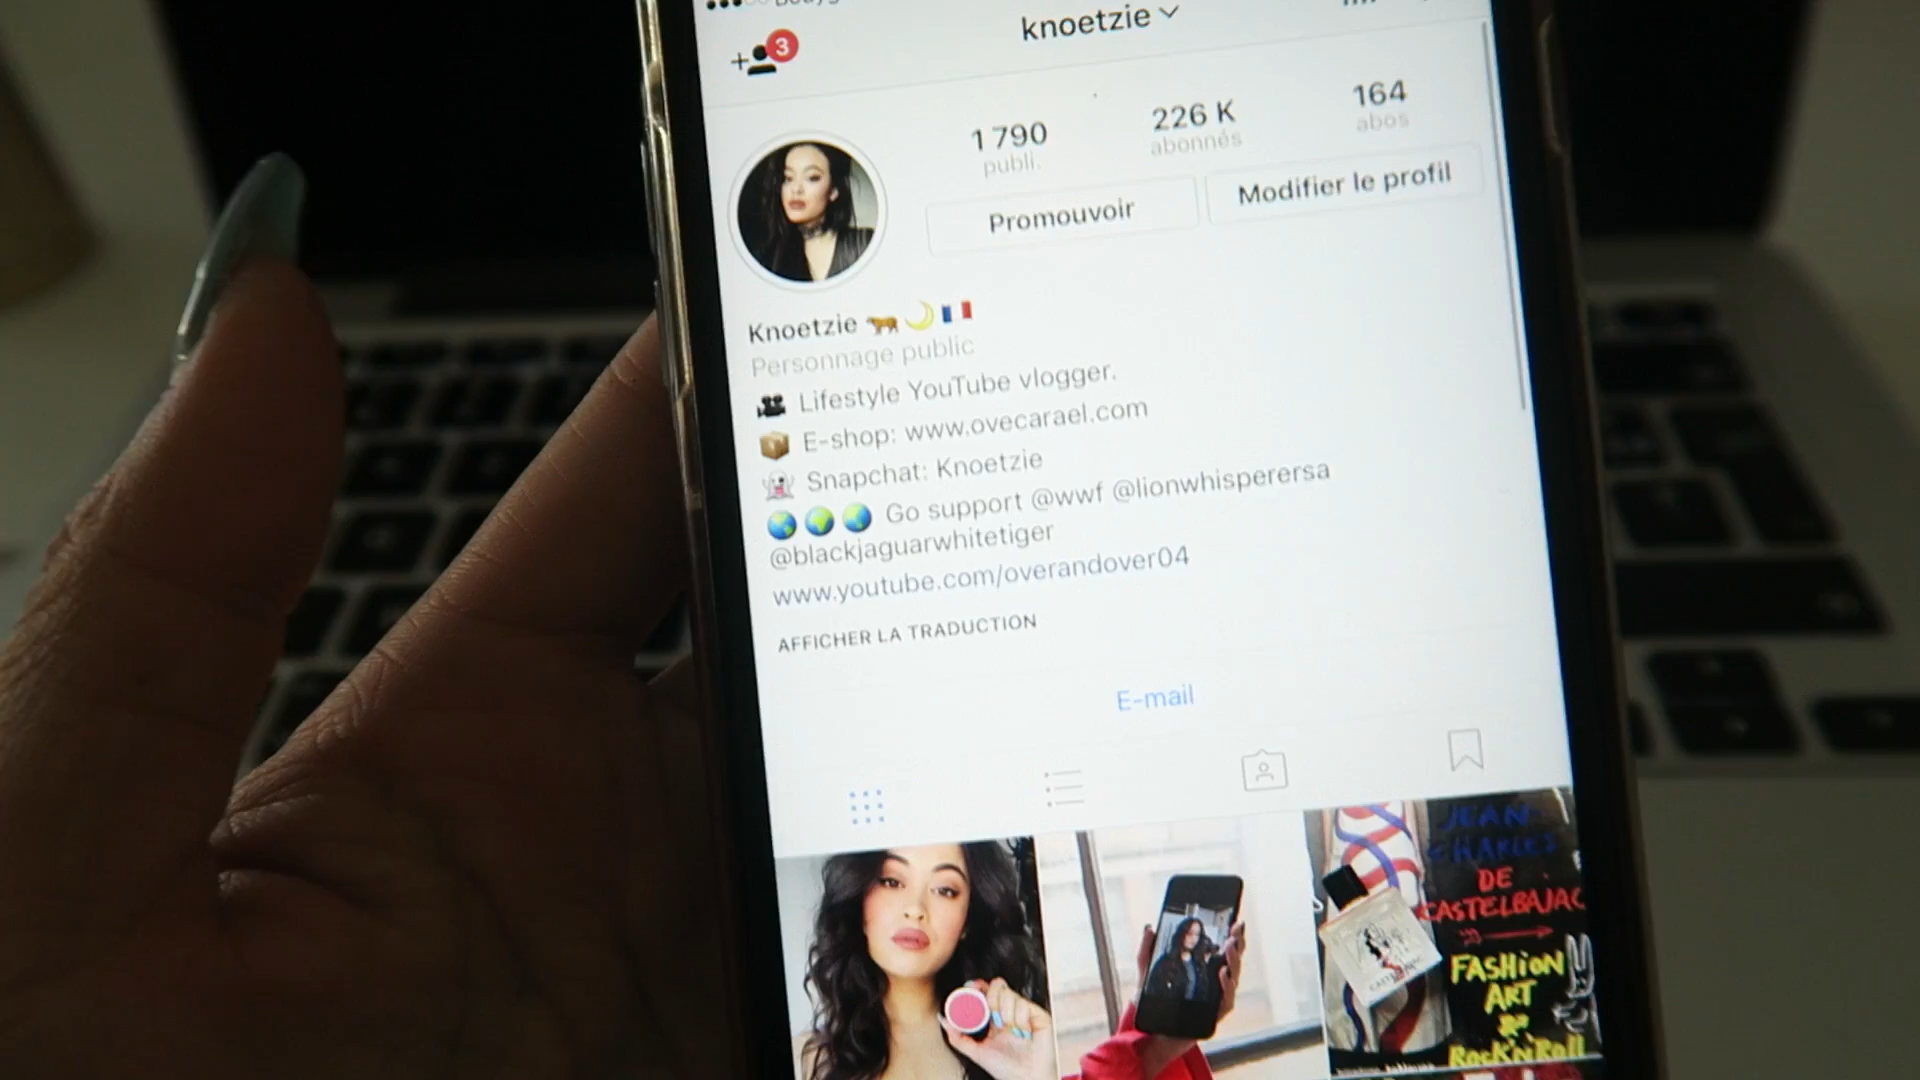 knoetzie
3
1 790
226 K
164
publi.
abonnés
abos
Promouvoir
Modifier le profil
Knoetzie
Personnage public
Lifestyle YouTube vlogger.
E-shop: www.ovecarael.com
Snapchat: Knoetzie
Go support @wwf @lionwhisperersa
@blackjaguarwhitetiger
www.youtube.com/overandover04
AFFICHER LA TRADUCTION
E-mail
JEAN
CHARLES
DE
CASTELBAJAC
FASHION
ART
ROCK'N'ROLL